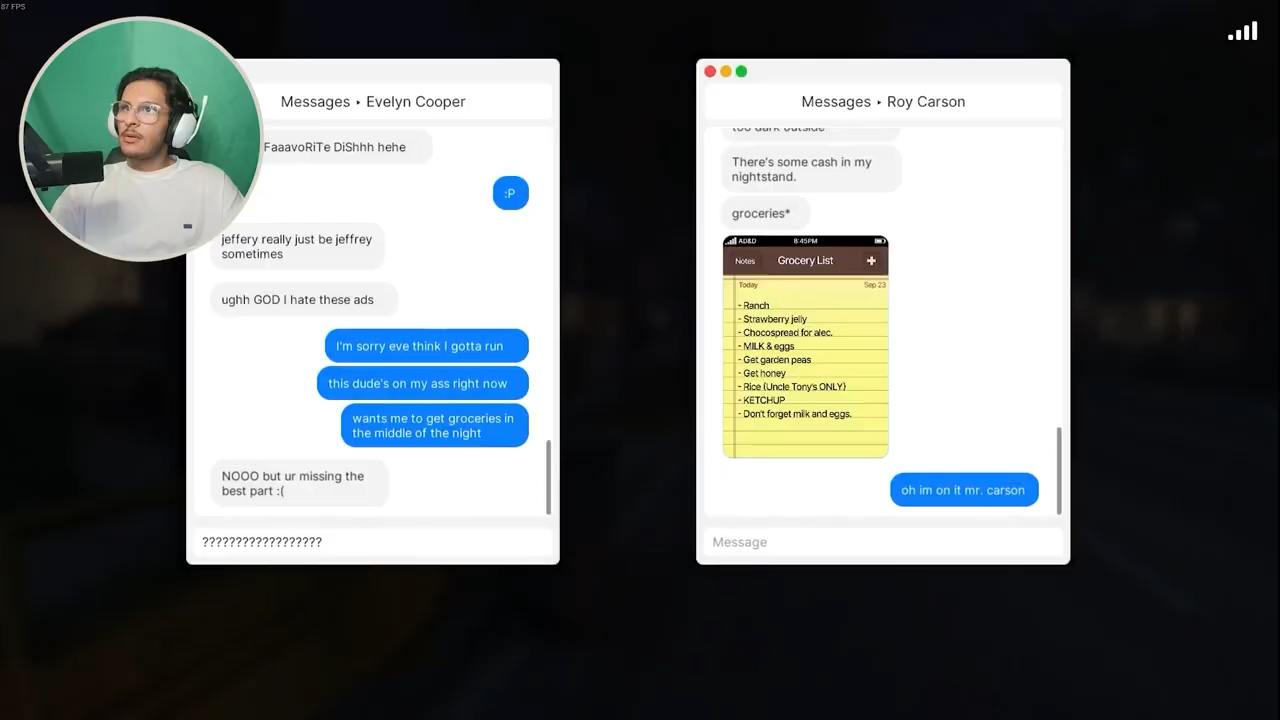 87 FPS
Messages ▸ Evelyn Cooper
FaaavoRiTe DiShhh hehe
:P
jeffery really just be jeffrey
sometimes
ughh GOD I hate these ads
I'm sorry eve think I gotta run
this dude's on my ass right now
wants me to get groceries in
the middle of the night
NOOO but ur missing the
best part :(
??????????????????
Messages ▸ Roy Carson
too dark outside
There's some cash in my
nightstand.
groceries*
AD&D 8:45PM
Notes Grocery List +
Today Sep 23
- Ranch
- Strawberry jelly
- Chocospread for alec.
- MILK & eggs
- Get garden peas
- Get honey
- Rice (Uncle Tony's ONLY)
- KETCHUP
- Don't forget milk and eggs.
oh im on it mr. carson
Message